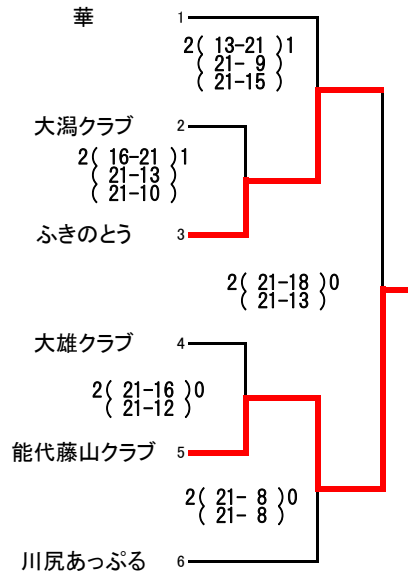 華 1
2( 13-21 )1
( 21- 9 )
( 21-15 )
大潟クラブ 2
2( 16-21 )1
( 21-13 )
( 21-10 )
ふきのとう 3
2( 21-18 )0
( 21-13 )
大雄クラブ 4
2( 21-16 )0
( 21-12 )
能代藤山クラブ 5
2( 21- 8 )0
( 21- 8 )
川尻あっぷる 6